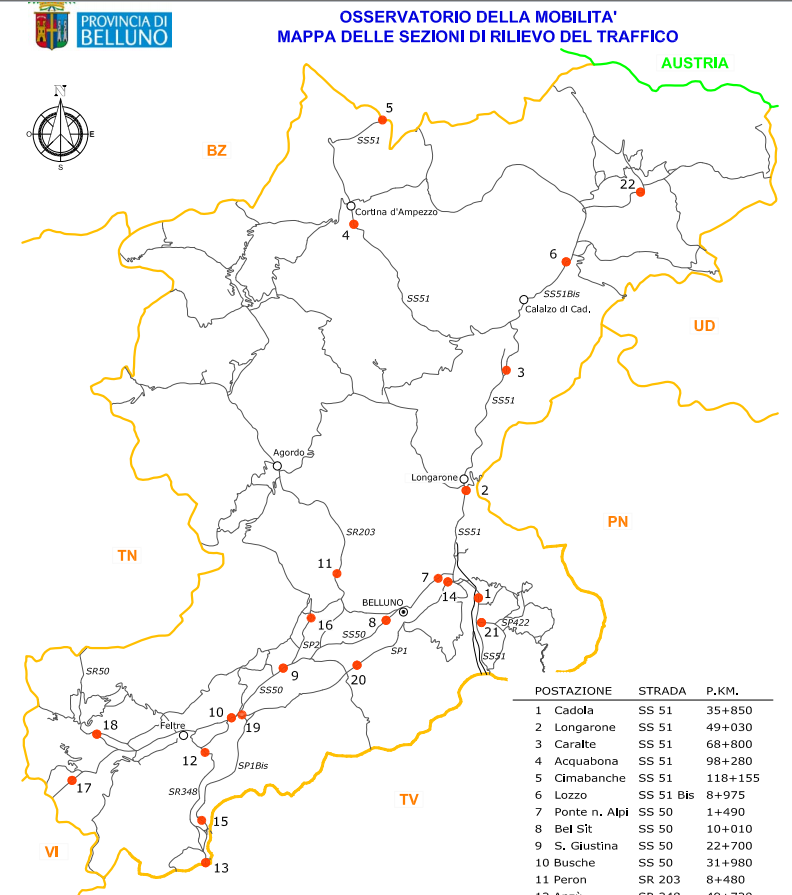 PROVINCIA DI
BELLUNO
OSSERVATORIO DELLA MOBILITA'
MAPPA DELLE SEZIONI DI RILIEVO DEL TRAFFICO
AUSTRIA
N
O
E
S
BZ
5
SS51
22
Cortina d'Ampezzo
4
6
SS51
SS51Bis
Calalzo di Cad.
UD
3
SS51
Agordo
Longarone
2
PN
TN
SR203
SS51
11
7
14
1
BELLUNO
8
16
SS50
SP2
SP1
21
SP422
SS51
9
20
SR50
SS50
10
19
18
Feltre
12
SP1Bis
17
SR348
15
TV
VI
13
POSTAZIONE STRADA P.KM.
1 Cadola SS 51 35+850
2 Longarone SS 51 49+030
3 Caralte SS 51 68+800
4 Acquabona SS 51 98+280
5 Cimabanche SS 51 118+155
6 Lozzo SS 51 Bis 8+975
7 Ponte n. Alpi SS 50 1+490
8 Bel Sit SS 50 10+010
9 S. Giustina SS 50 22+700
10 Busche SS 50 31+980
11 Peron SR 203 8+480